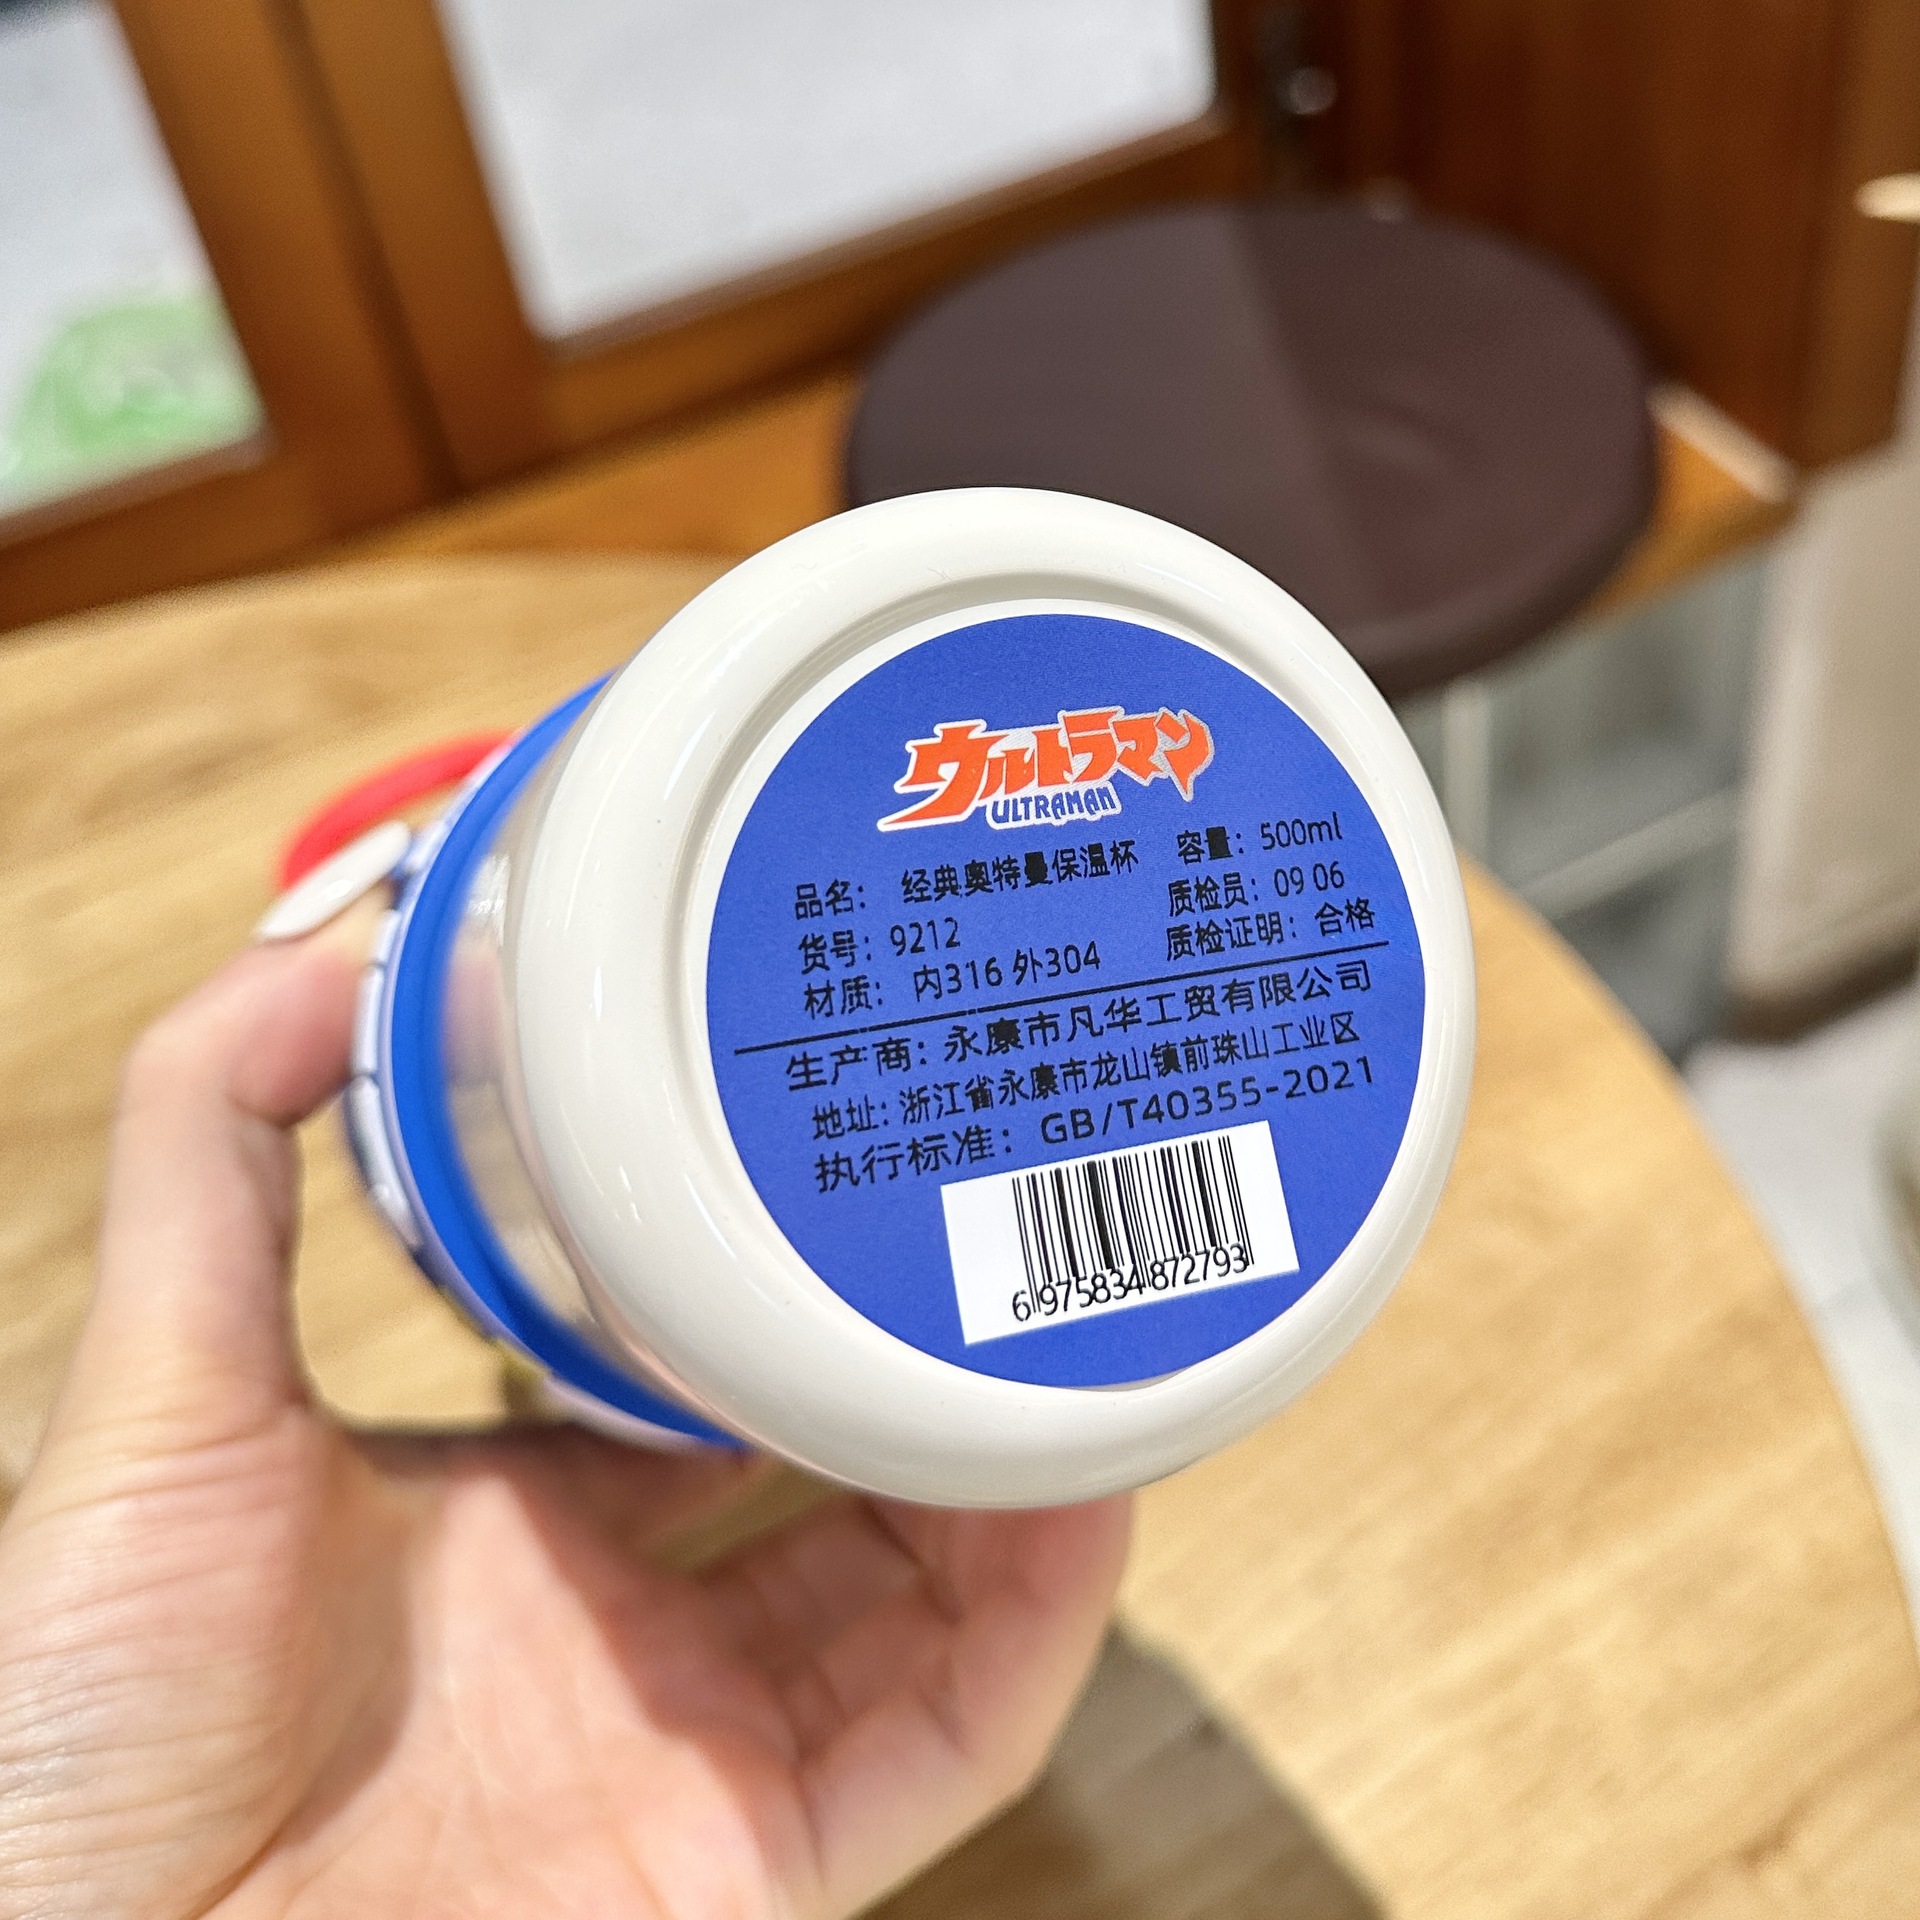 ウルトラマン
ULTRAMAN
品名： 经典奥特曼保温杯 容量：500ml
货号：9212 质检员：09 06
材质： 内316 外304 质检证明：合格
生产商：永康市凡华工贸有限公司
地址：浙江省永康市龙山镇前珠山工业区
执行标准：GB/T40355-2021
6 975834 872793